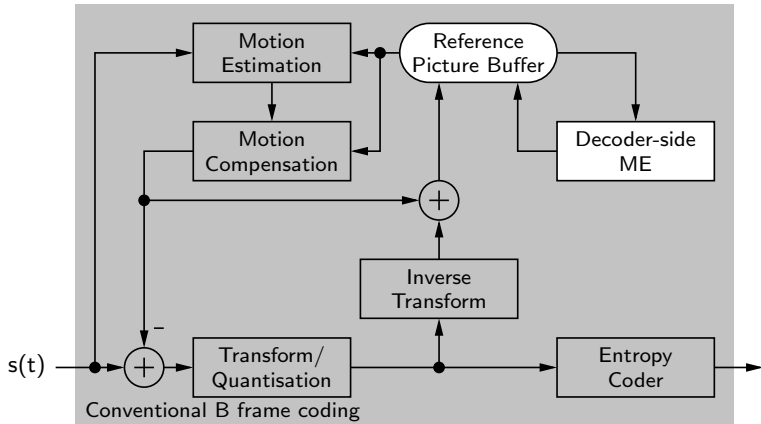 Motion
Estimation
Reference
Picture Buffer
Motion
Compensation
Decoder-side
ME
+
Inverse
Transform
–
s(t)
+
Transform/
Quantisation
Entropy
Coder
Conventional B frame coding